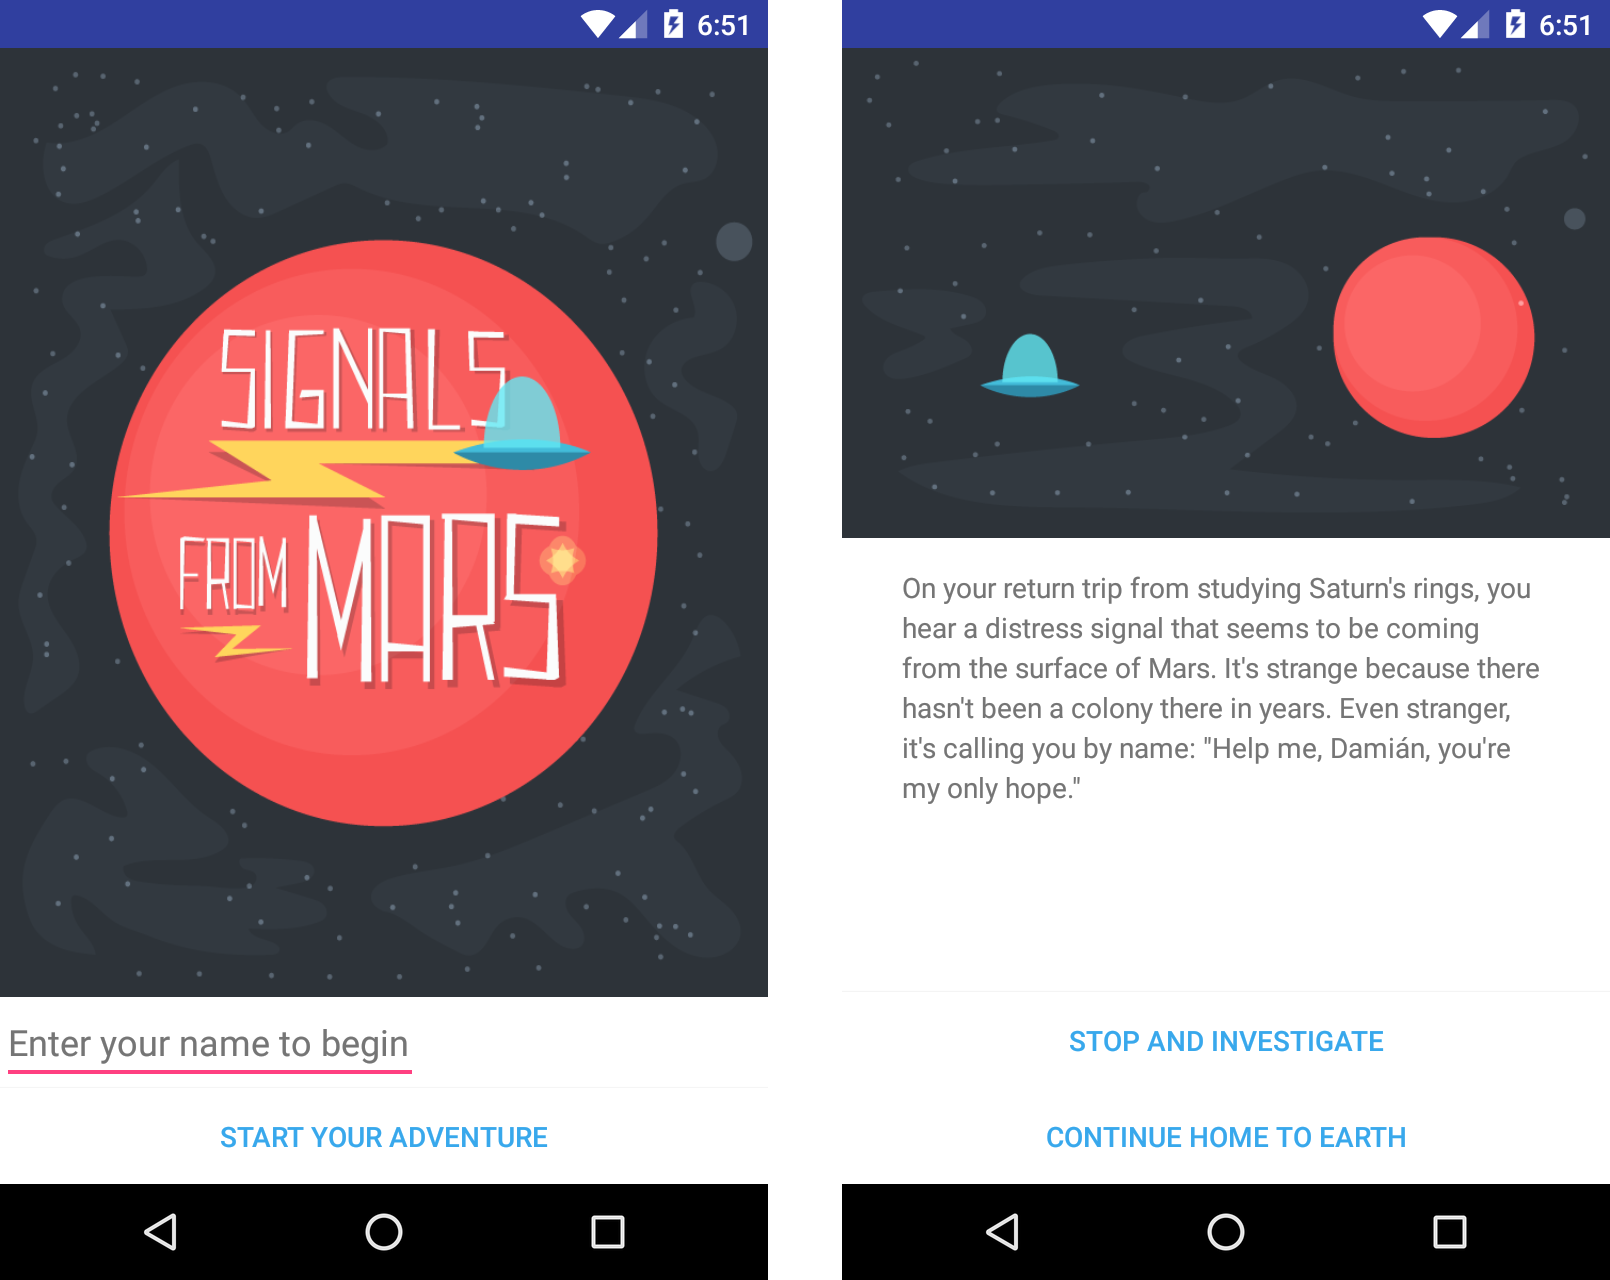 6:51
SIGNALS
FROM MARS
Enter your name to begin
START YOUR ADVENTURE
6:51
On your return trip from studying Saturn's rings, you
hear a distress signal that seems to be coming
from the surface of Mars. It's strange because there
hasn't been a colony there in years. Even stranger,
it's calling you by name: "Help me, Damián, you're
my only hope."
STOP AND INVESTIGATE
CONTINUE HOME TO EARTH